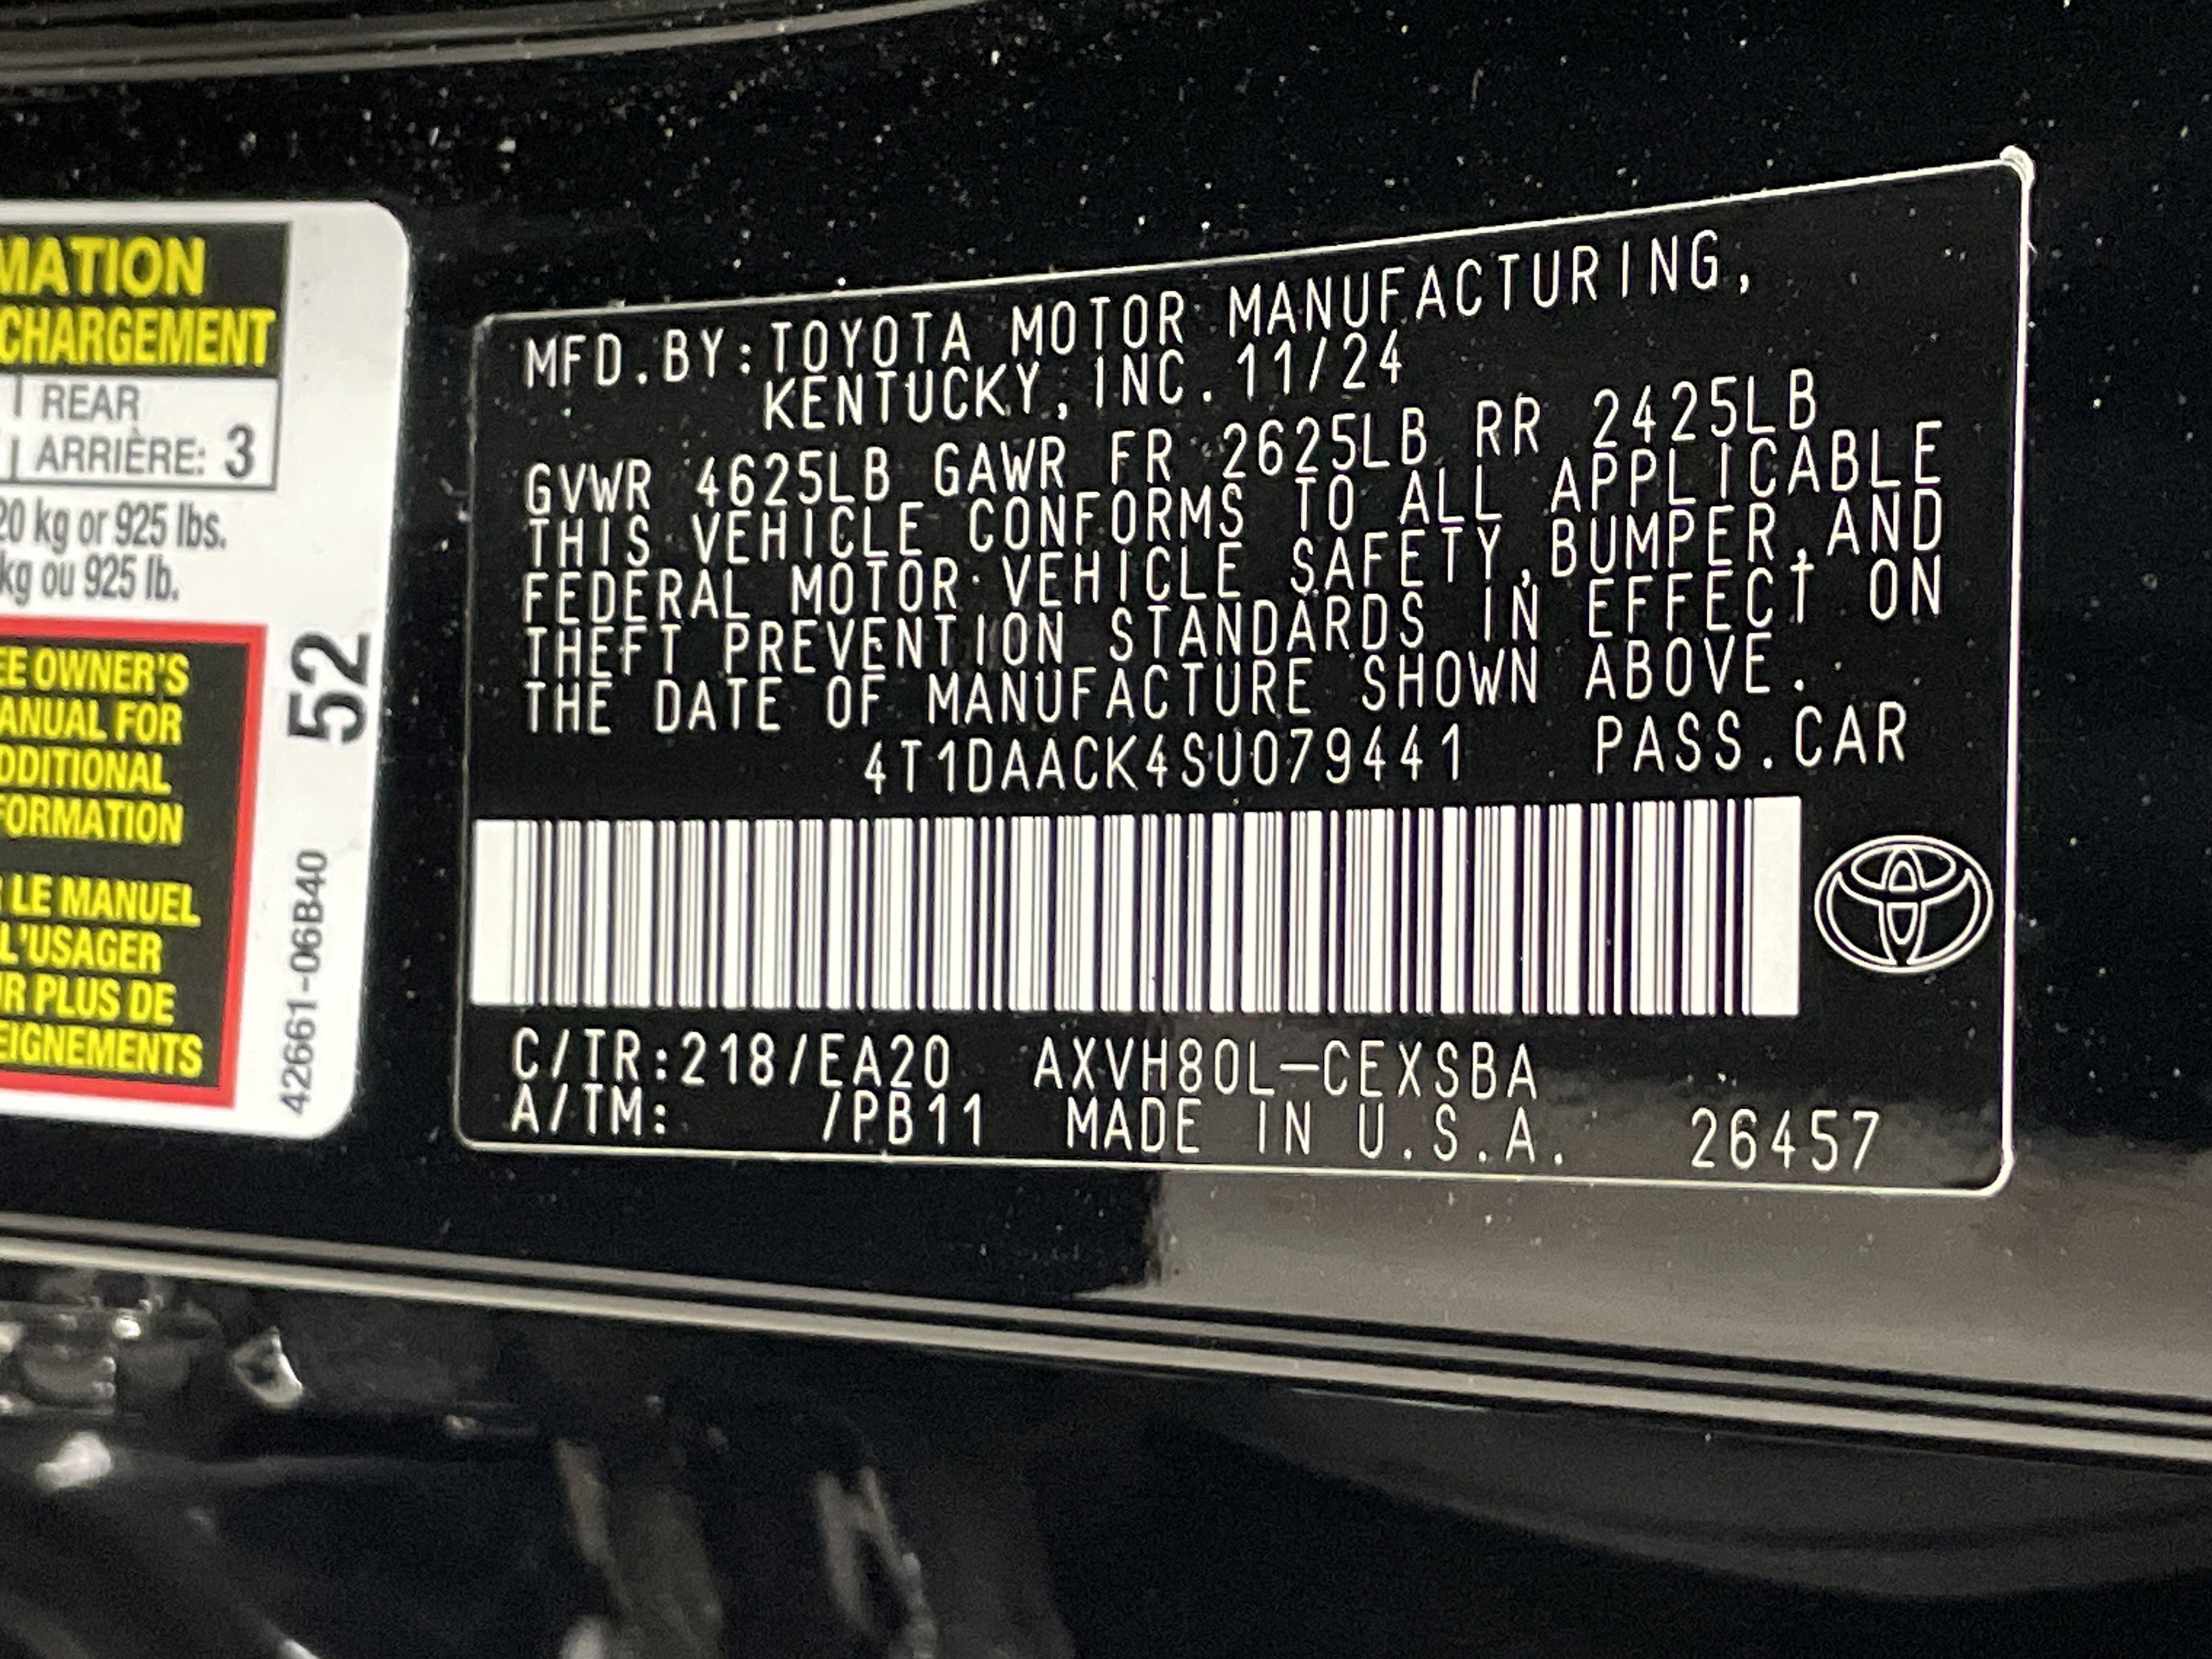 MATION
CHARGEMENT
REAR
ARRIÈRE: 3
20 kg or 925 lbs.
kg ou 925 lb.
EE OWNER'S
ANUAL FOR
DDITIONAL
FORMATION
LE MANUEL
L'USAGER
R PLUS DE
EIGNEMENTS
52
42661-06B40
MFD.BY:TOYOTA MOTOR MANUFACTURING,
KENTUCKY, INC. 11/24
GVWR 4625LB GAWR FR 2625LB RR 2425LB
THIS VEHICLE CONFORMS TO ALL APPLICABLE
FEDERAL MOTOR VEHICLE SAFETY,BUMPER,AND
THEFT PREVENTION STANDARDS IN EFFECT ON
THE DATE OF MANUFACTURE SHOWN ABOVE.
4T1DAACK4SU079441 PASS.CAR
C/TR:218/EA20 AXVH80L-CEXSBA
A/TM: /PB11 MADE IN U.S.A. 26457